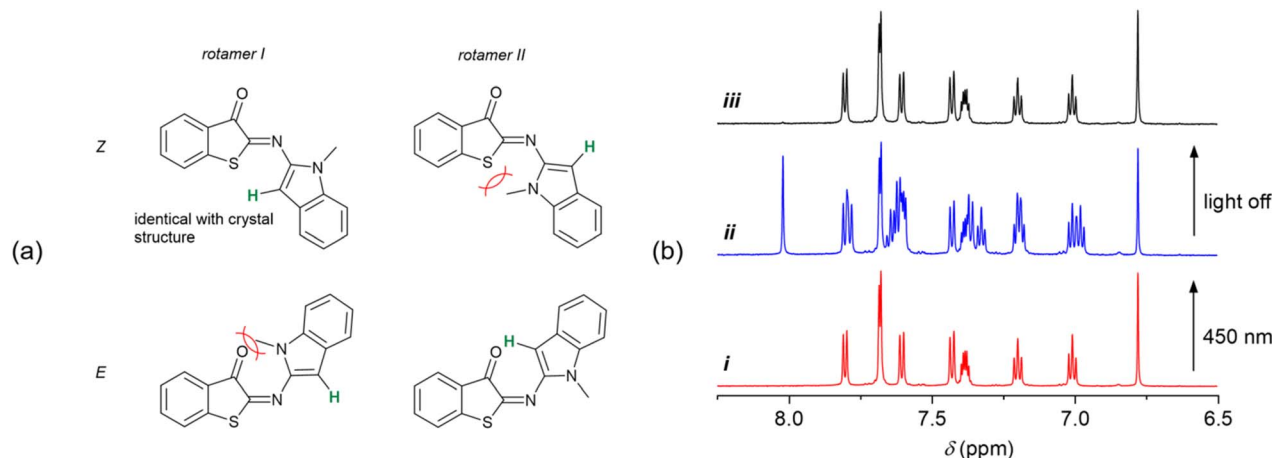 rotamer I
rotamer II
O
N
N
S
H
Z
identical with crystal
structure
O
N
H
S
N
(a)
O
N
H
E
N
S
O
H
N
N
S
(b)
iii
light off
ii
450 nm
i
8.0
7.5
7.0
6.5
δ (ppm)